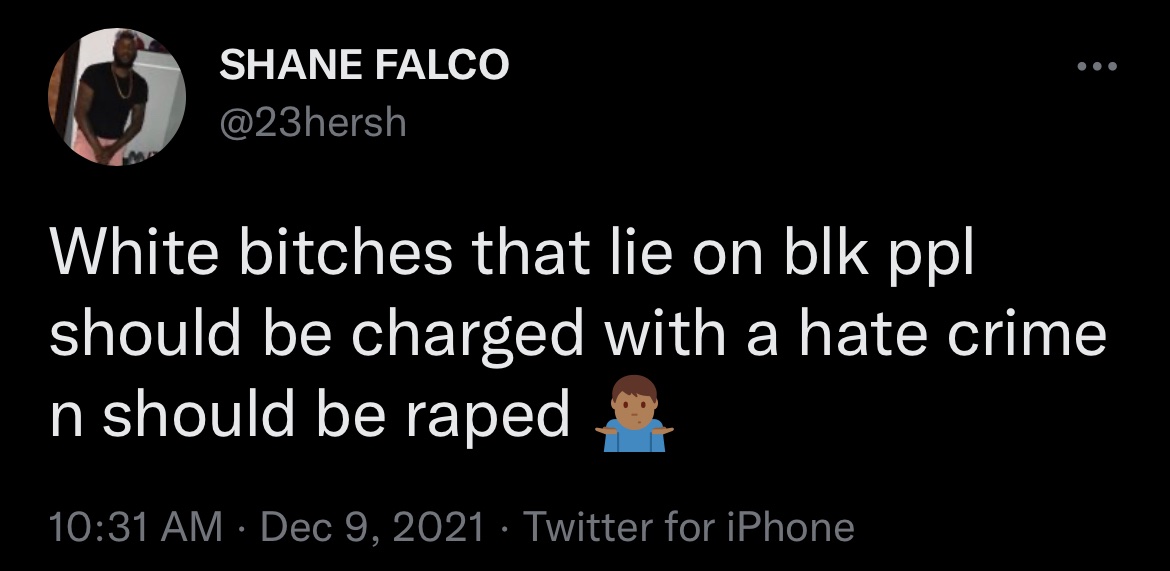 SHANE FALCO
@23hersh
White bitches that lie on blk ppl
should be charged with a hate crime
n should be raped 🤷🏽‍♂️
10:31 AM · Dec 9, 2021 · Twitter for iPhone